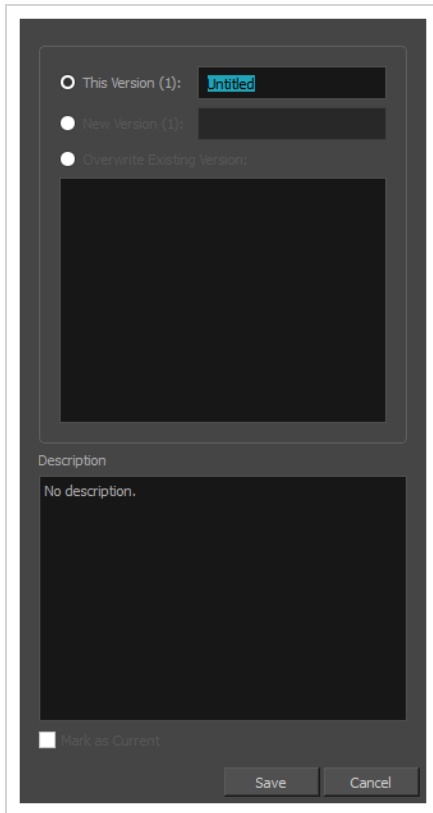 This Version (1): Untitled
New Version (1):
Overwrite Existing Version:
Description
No description.
Mark as Current
Save Cancel